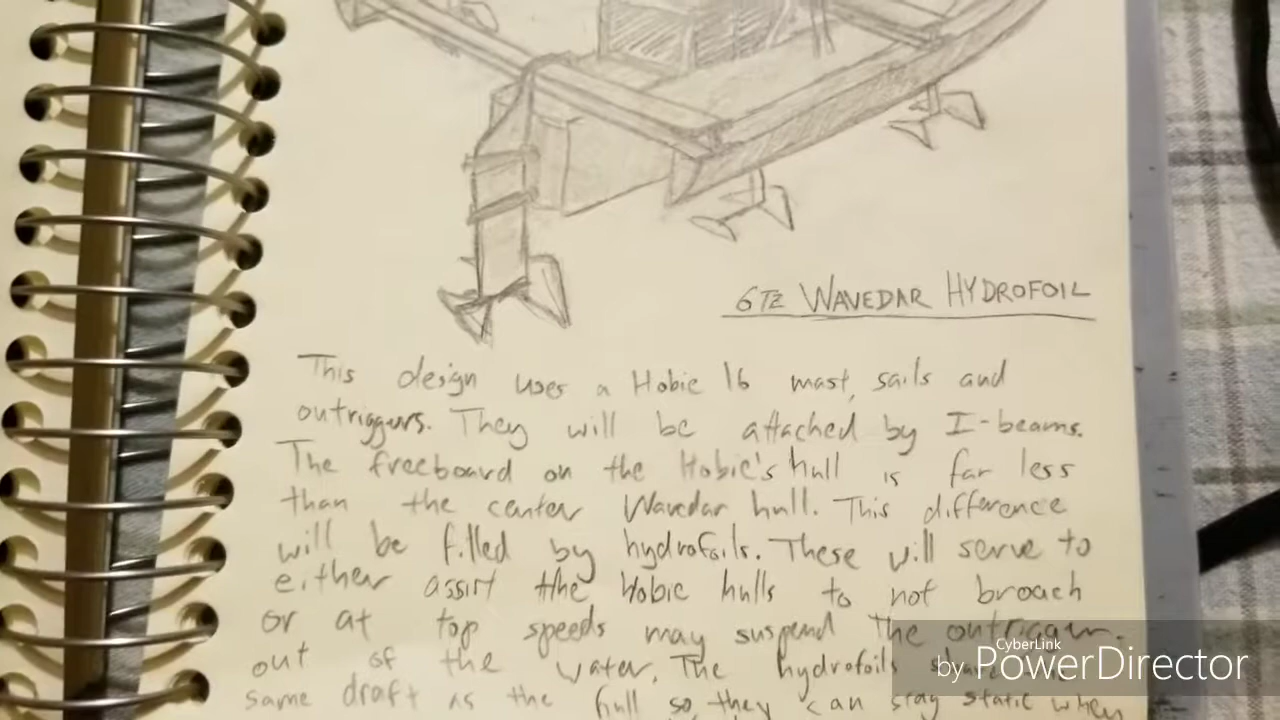 6TZ WAVEDAR HYDROFOIL
This design uses a Hobie 16 mast, sails and
outriggers. They will be attached by I-beams.
The freeboard on the Hobie's hull is far less
than the center Wavedar hull. This difference
will be filled by hydrofoils. These will serve to
either assist the Hobie hulls to not broach
or at top speeds may suspend the outrigger.
out of the water. The hydrofoils
same draft as the hull so they can stay static when
CyberLink
by PowerDirector